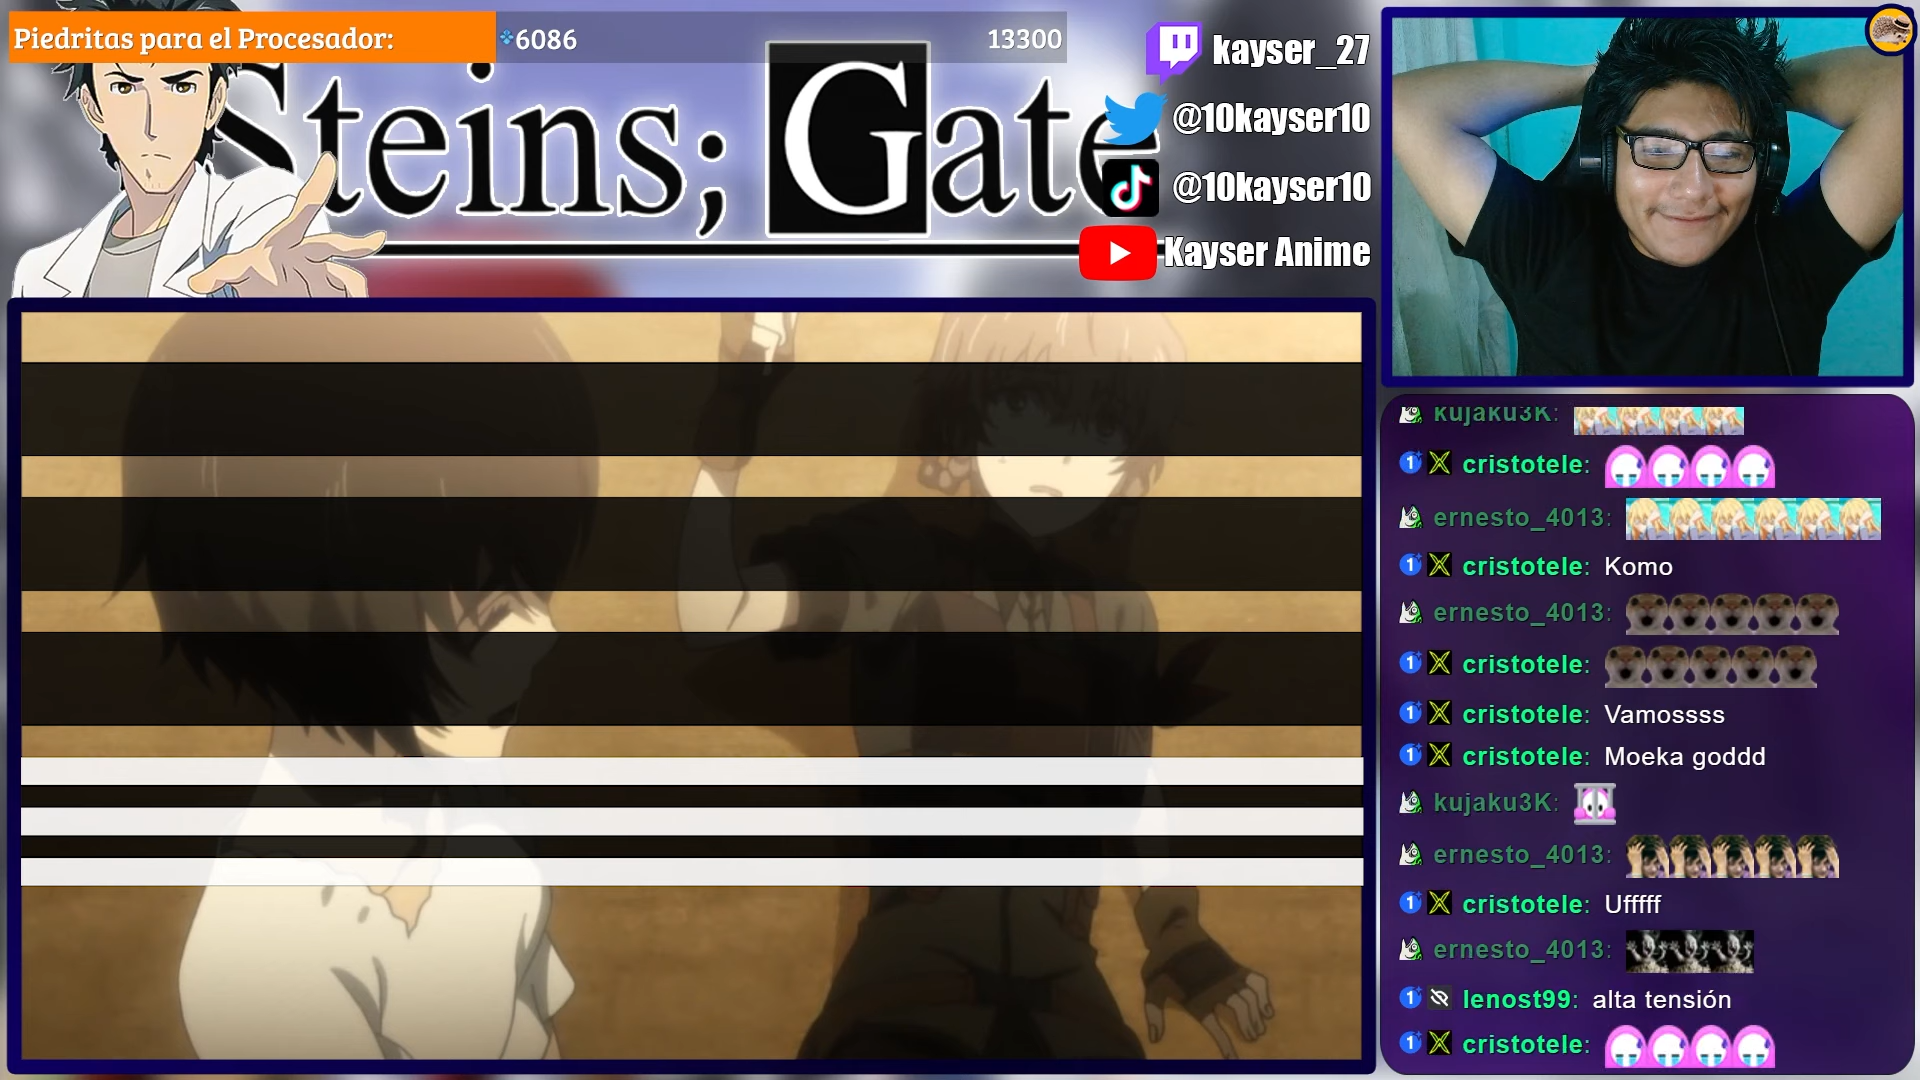 Piedritas para el Procesador:
6086
13300
Steins;Gate
kayser_27
@10kayser10
@10kayser10
Kayser Anime
kujaku3K:
cristotele:
ernesto_4013:
cristotele: Komo
ernesto_4013:
cristotele:
cristotele: Vamossss
cristotele: Moeka goddd
kujaku3K:
ernesto_4013:
cristotele: Ufffff
ernesto_4013:
lenost99: alta tensión
cristotele: